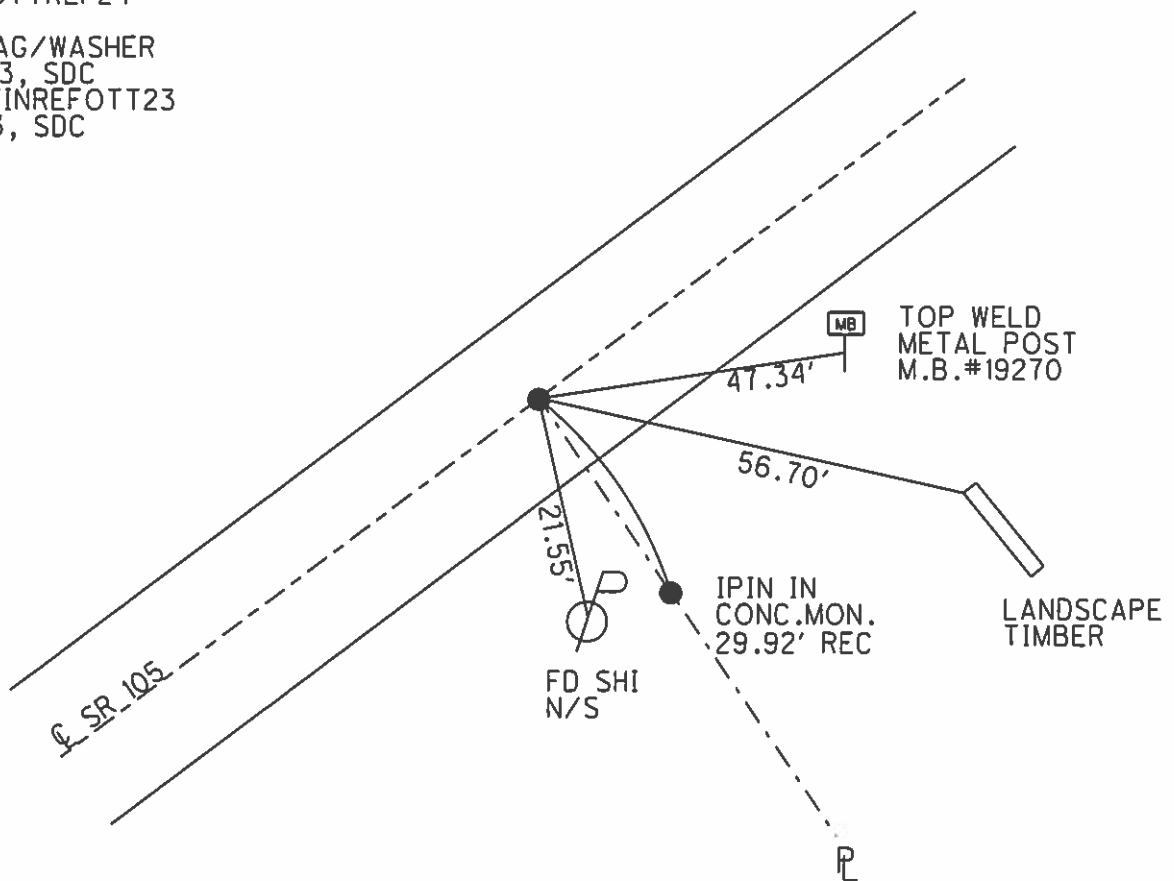 AG/WASHER
3, SDC
INREFOTT23
, SDC
MB
TOP WELD
METAL POST
M.B.#19270
47.34'
56.70'
21.55'
IPIN IN
CONC.MON.
29.92' REC
LANDSCAPE
TIMBER
FD SHI
N/S
℄ SR 105
PL